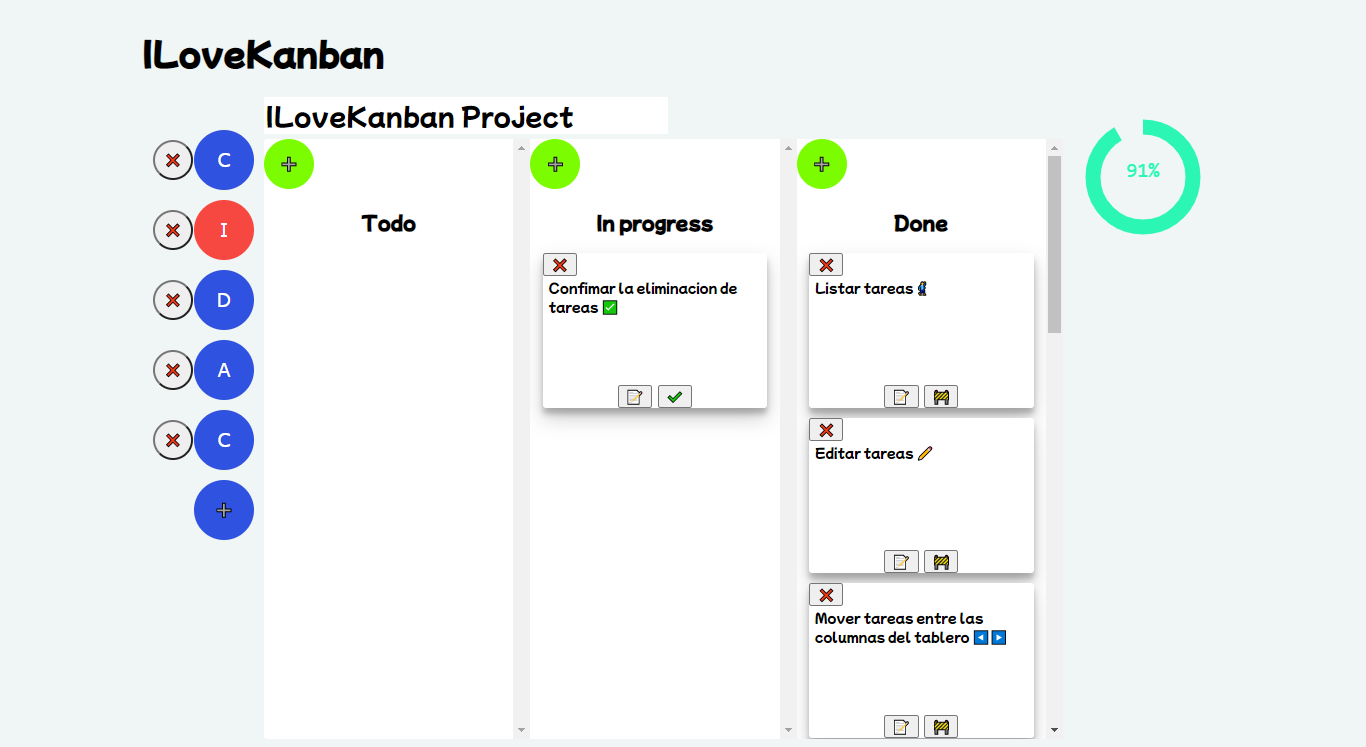 ILoveKanban
ILoveKanban Project
C
I
D
A
C
Todo
In progress
Confimar la eliminacion de
tareas
Done
Listar tareas
Editar tareas
Mover tareas entre las
columnas del tablero
91%